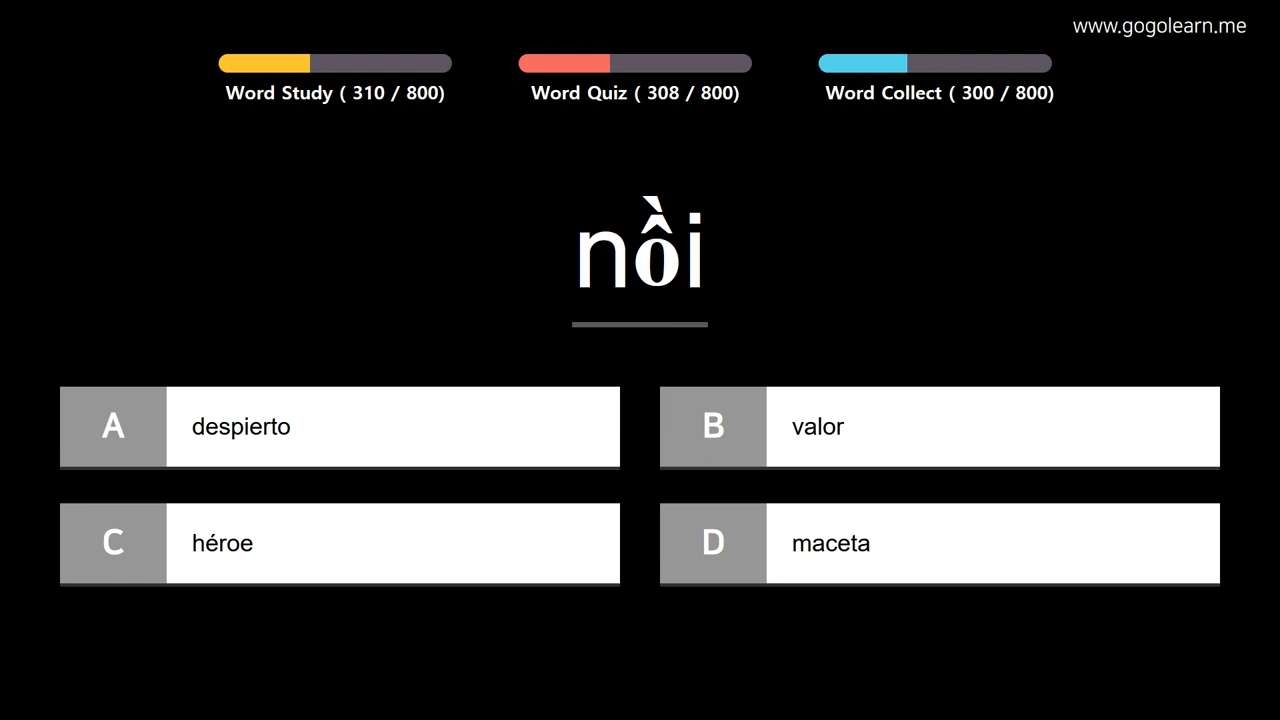 www.gogolearn.me
Word Study ( 310 / 800)
Word Quiz ( 308 / 800)
Word Collect ( 300 / 800)
nồi
A despierto
B valor
C héroe
D maceta